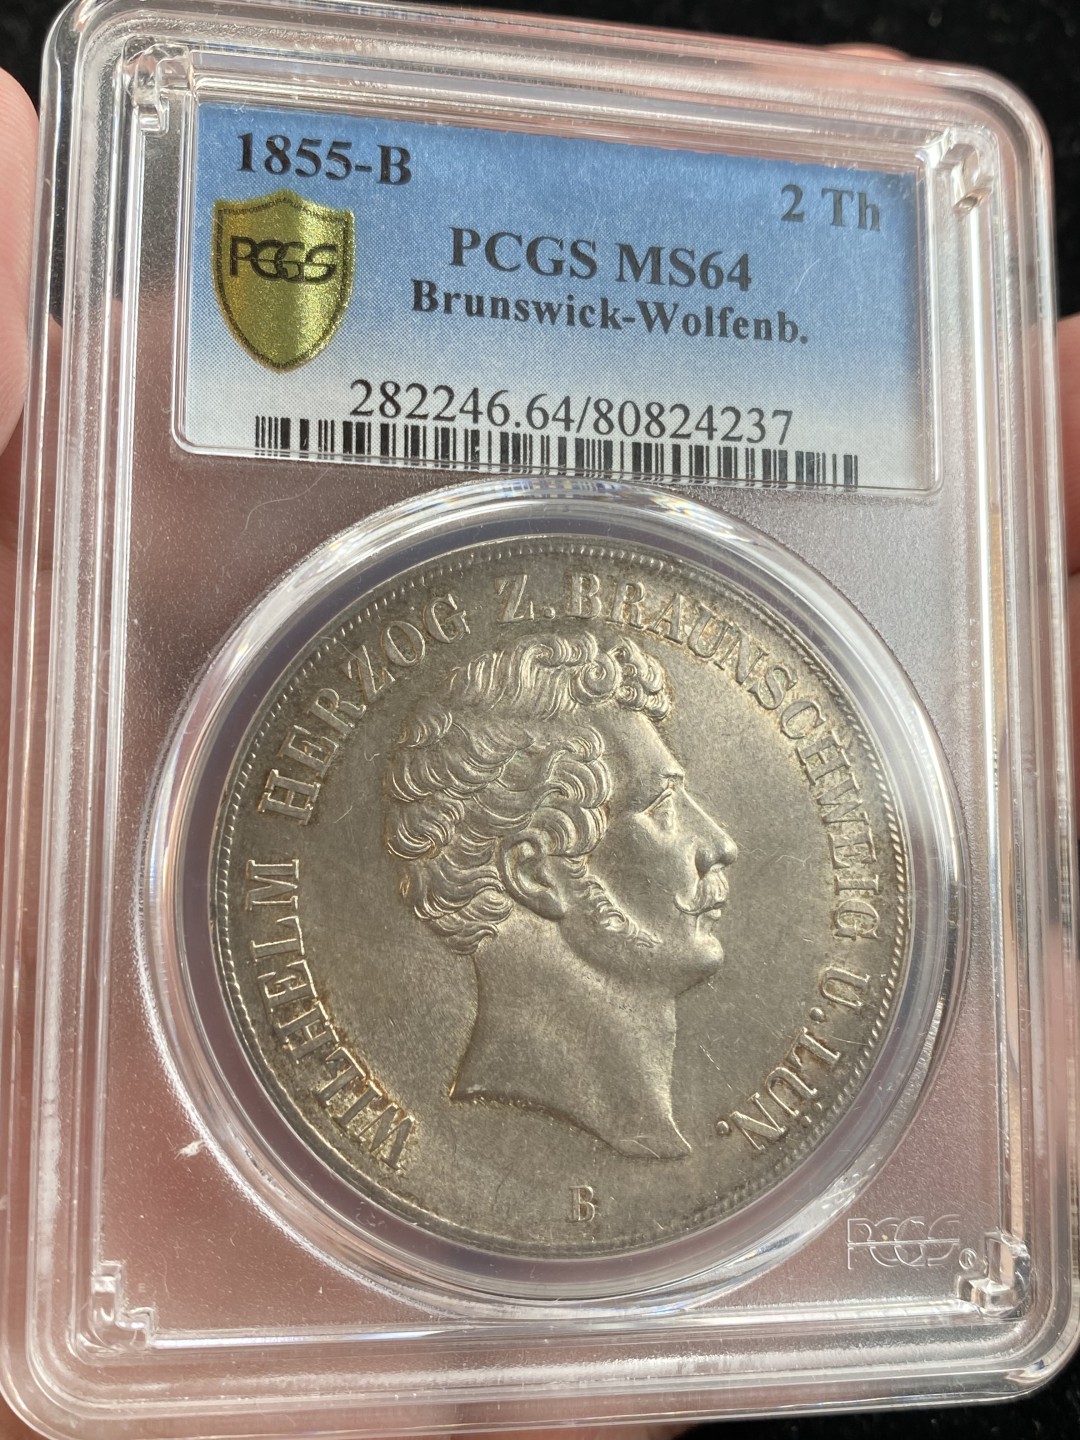 1855-B
2 Th
PCGS
PCGS MS64
Brunswick-Wolfenb.
282246.64/80824237
WILHELM HERZOG Z. BRAUNSCHWEIG U. LÜN.
B
PCGS®